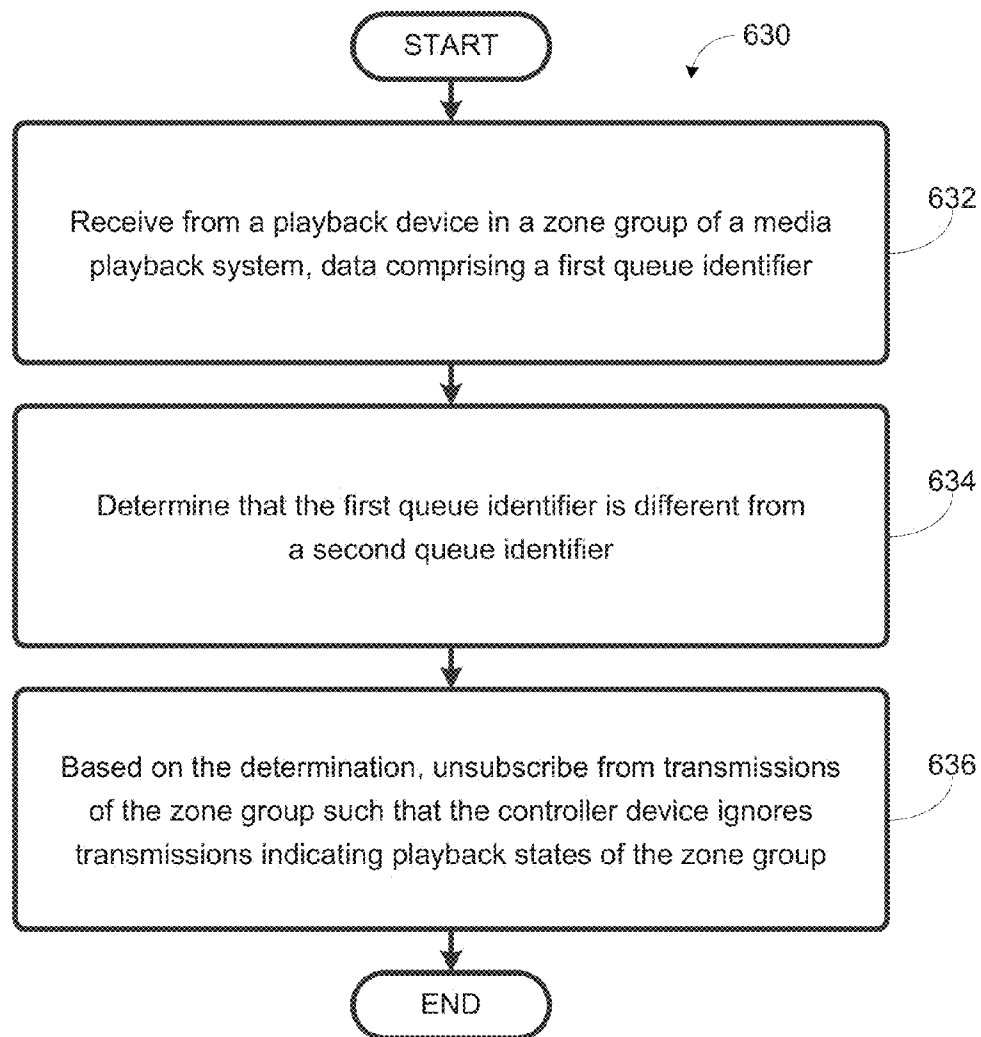 START
630
Receive from a playback device in a zone group of a media
playback system, data comprising a first queue identifier
632
Determine that the first queue identifier is different from
a second queue identifier
634
Based on the determination, unsubscribe from transmissions
of the zone group such that the controller device ignores
transmissions indicating playback states of the zone group
636
END